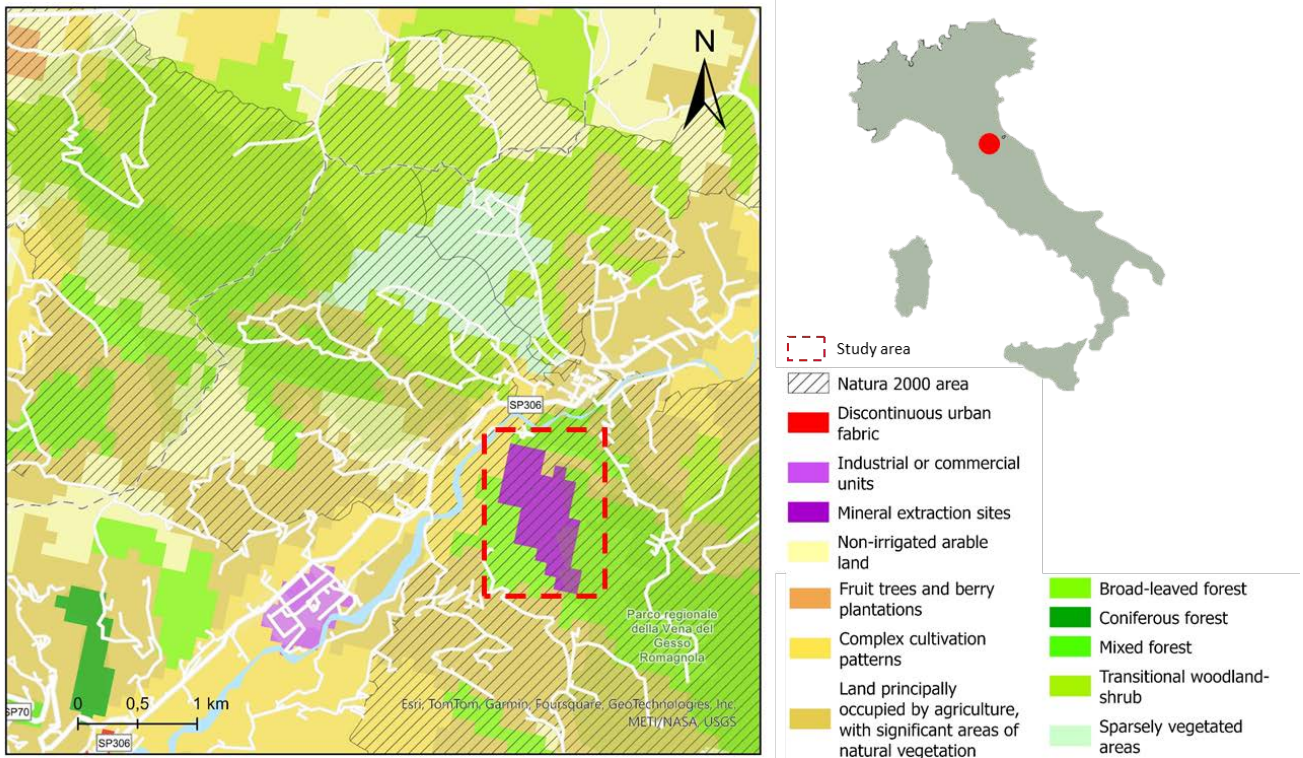 N
SP306
Parco regionale
della Vena del
Gesso
Romagnola
0 0,5 1 km
Esri, TomTom, Garmin, Foursquare, GeoTechnologies, Inc,
METI/NASA, USGS
SP70
SP306
Study area
Natura 2000 area
Discontinuous urban
fabric
Industrial or commercial
units
Mineral extraction sites
Non-irrigated arable
land
Fruit trees and berry
plantations
Complex cultivation
patterns
Land principally
occupied by agriculture,
with significant areas of
natural vegetation
Broad-leaved forest
Coniferous forest
Mixed forest
Transitional woodland-
shrub
Sparsely vegetated
areas